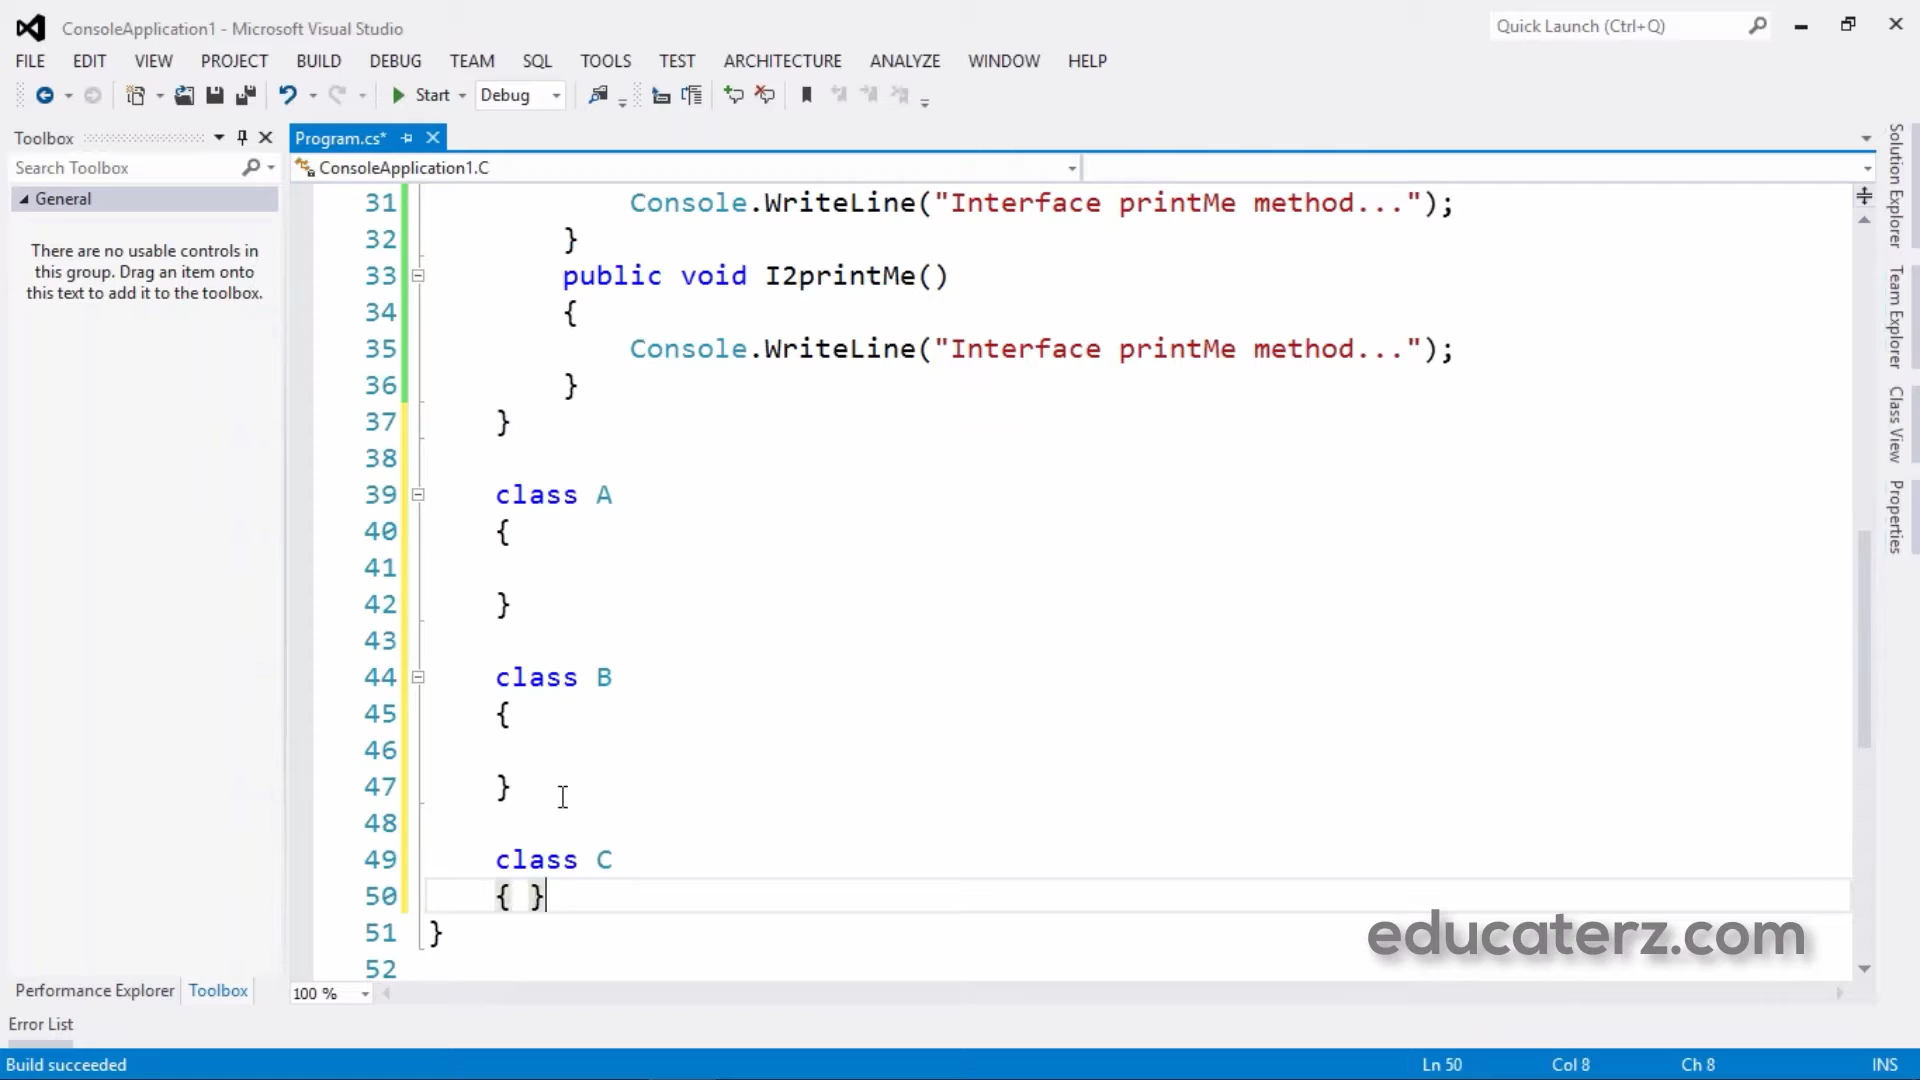 ConsoleApplication1 - Microsoft Visual Studio
Quick Launch (Ctrl+Q)
FILE EDIT VIEW PROJECT BUILD DEBUG TEAM SQL TOOLS TEST ARCHITECTURE ANALYZE WINDOW HELP
Start Debug
Toolbox
Program.cs*
Search Toolbox
ConsoleApplication1.C
General
There are no usable controls in
this group. Drag an item onto
this text to add it to the toolbox.
31 Console.WriteLine("Interface printMe method...");
32 }
33 public void I2printMe()
34 {
35 Console.WriteLine("Interface printMe method...");
36 }
37 }
38
39 class A
40 {
41
42 }
43
44 class B
45 {
46
47 }
48
49 class C
50 { }
51 }
52
Solution Explorer
Team Explorer
Class View
Properties
educaterz.com
Performance Explorer Toolbox
100 %
Error List
Build succeeded
Ln 50 Col 8 Ch 8 INS